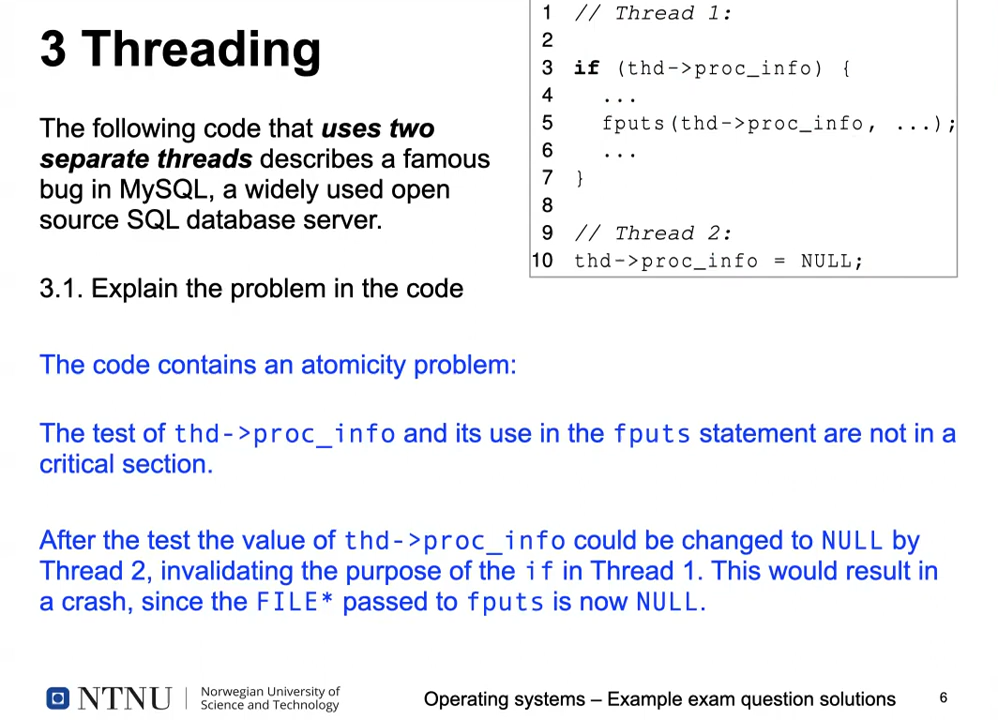 3 Threading
The following code that uses two
separate threads describes a famous
bug in MySQL, a widely used open
source SQL database server.
3.1. Explain the problem in the code
1 // Thread 1:
2
3 if (thd->proc_info) {
4 ...
5 fputs(thd->proc_info, ...);
6 ...
7 }
8
9 // Thread 2:
10 thd->proc_info = NULL;
The code contains an atomicity problem:
The test of thd->proc_info and its use in the fputs statement are not in a
critical section.
After the test the value of thd->proc_info could be changed to NULL by
Thread 2, invalidating the purpose of the if in Thread 1. This would result in
a crash, since the FILE* passed to fputs is now NULL.
NTNU
Norwegian University of
Science and Technology
Operating systems – Example exam question solutions
6